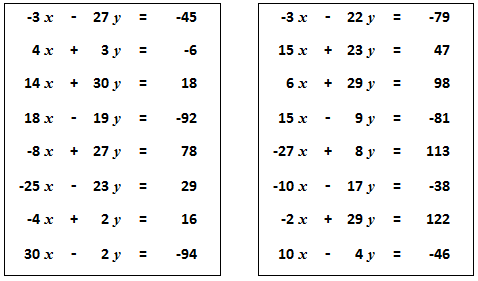 -3 x - 27 y = -45
4 x + 3 y = -6
14 x + 30 y = 18
18 x - 19 y = -92
-8 x + 27 y = 78
-25 x - 23 y = 29
-4 x + 2 y = 16
30 x - 2 y = -94
-3 x - 22 y = -79
15 x + 23 y = 47
6 x + 29 y = 98
15 x - 9 y = -81
-27 x + 8 y = 113
-10 x - 17 y = -38
-2 x + 29 y = 122
10 x - 4 y = -46